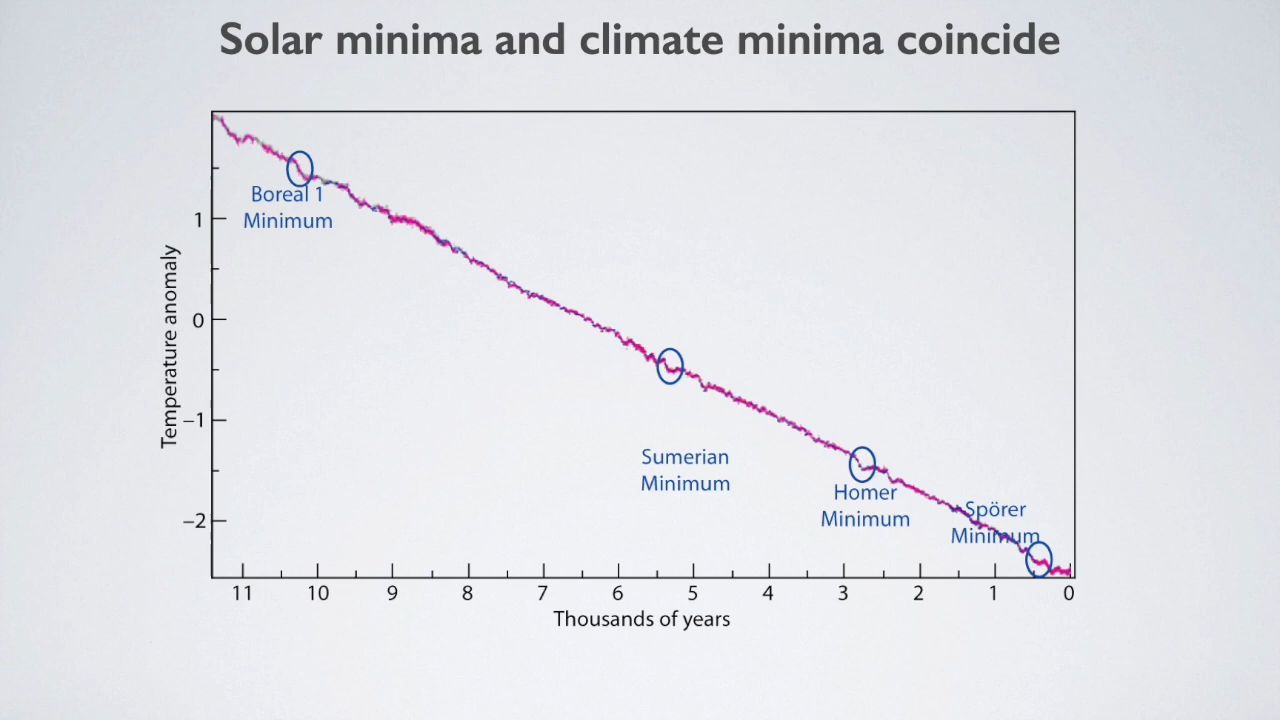 Solar minima and climate minima coincide
Temperature anomaly
1
0
–1
–2
Boreal 1
Minimum
Sumerian
Minimum
Homer
Minimum
Spörer
Minimum
11 10 9 8 7 6 5 4 3 2 1 0
Thousands of years